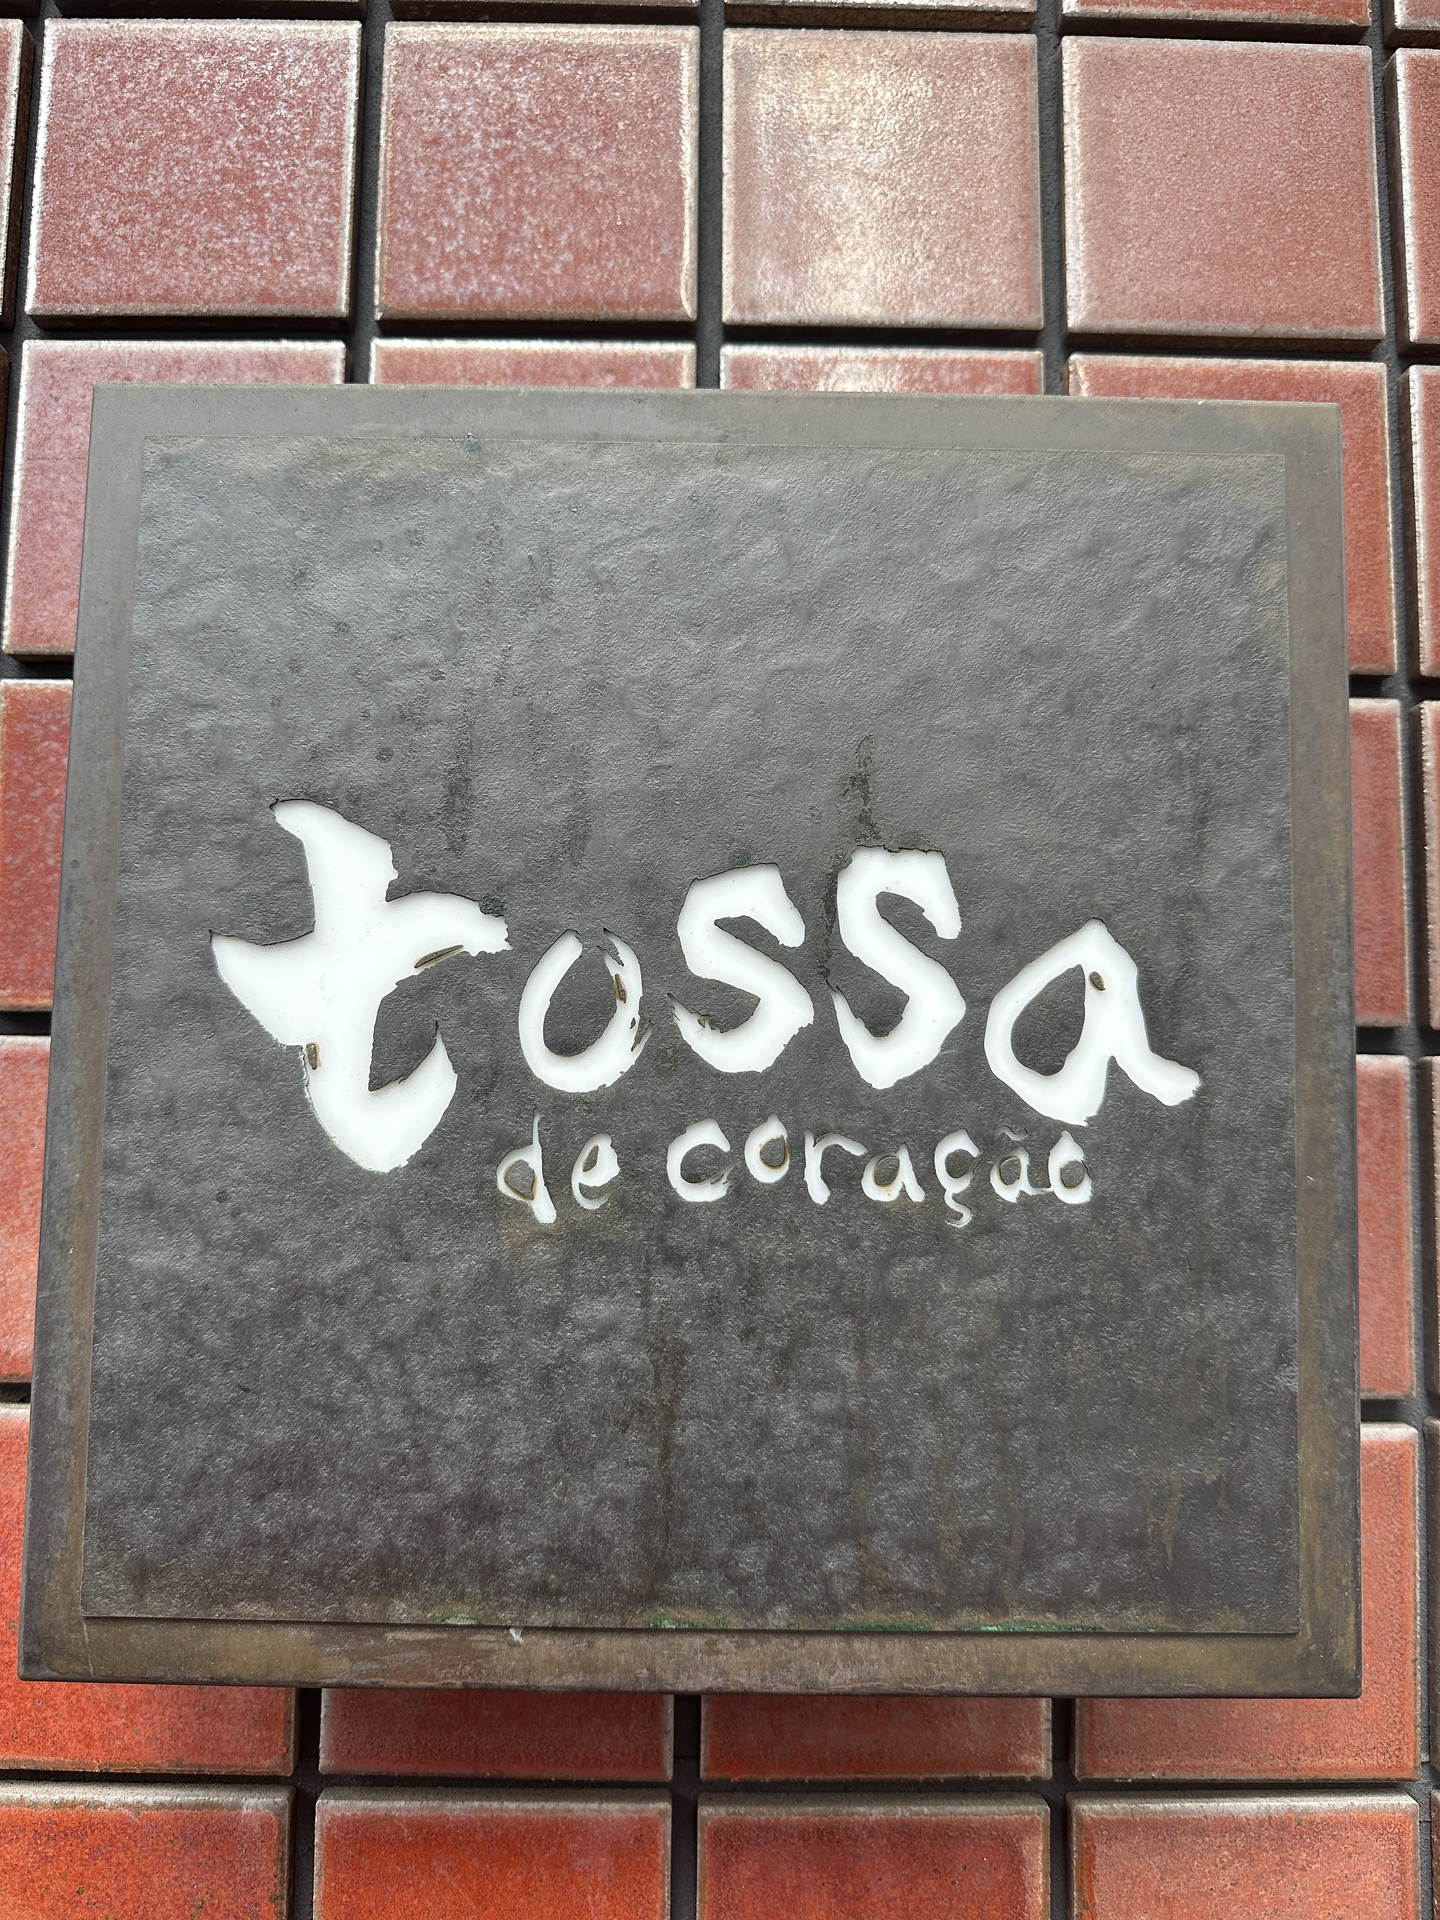 tossa
de coração